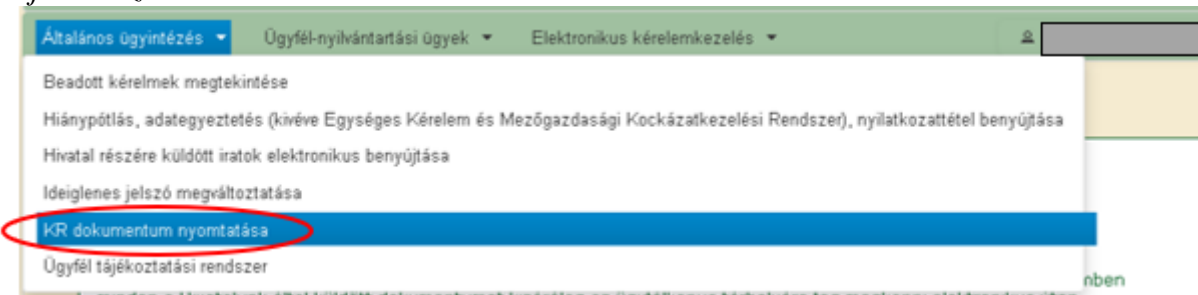 Általános ügyintézés Ügyfél-nyilvántartási ügyek Elektronikus kérelemkezelés
Beadott kérelmek megtekintése
Hiánypótlás, adategyeztetés (kivéve Egységes Kérelem és Mezőgazdasági Kockázatkezelési Rendszer), nyilatkozattétel benyújtása
Hivatal részére küldött iratok elektronikus benyújtása
Ideiglenes jelszó megváltoztatása
KR dokumentum nyomtatása
Ügyfél tájékoztatási rendszer